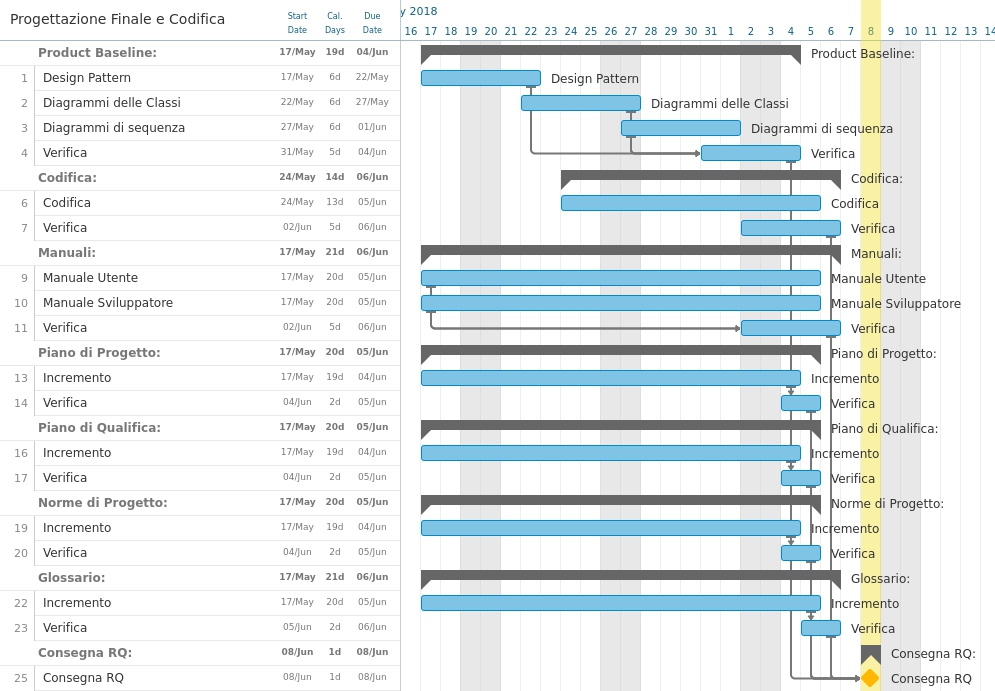 Progettazione Finale e Codifica Start Date Cal. Days Due Date y 2018
16 17 18 19 20 21 22 23 24 25 26 27 28 29 30 31 1 2 3 4 5 6 7 8 9 10 11 12 13 14
Product Baseline: 17/May 19d 04/Jun Product Baseline:
1 Design Pattern 17/May 6d 22/May Design Pattern
2 Diagrammi delle Classi 22/May 6d 27/May Diagrammi delle Classi
3 Diagrammi di sequenza 27/May 6d 01/Jun Diagrammi di sequenza
4 Verifica 31/May 5d 04/Jun Verifica
Codifica: 24/May 14d 06/Jun Codifica:
6 Codifica 24/May 13d 05/Jun Codifica
7 Verifica 02/Jun 5d 06/Jun Verifica
Manuali: 17/May 21d 06/Jun Manuali:
9 Manuale Utente 17/May 20d 05/Jun Manuale Utente
10 Manuale Sviluppatore 17/May 20d 05/Jun Manuale Sviluppatore
11 Verifica 02/Jun 5d 06/Jun Verifica
Piano di Progetto: 17/May 20d 05/Jun Piano di Progetto:
13 Incremento 17/May 19d 04/Jun Incremento
14 Verifica 04/Jun 2d 05/Jun Verifica
Piano di Qualifica: 17/May 20d 05/Jun Piano di Qualifica:
16 Incremento 17/May 19d 04/Jun Incremento
17 Verifica 04/Jun 2d 05/Jun Verifica
Norme di Progetto: 17/May 20d 05/Jun Norme di Progetto:
19 Incremento 17/May 19d 04/Jun Incremento
20 Verifica 04/Jun 2d 05/Jun Verifica
Glossario: 17/May 21d 06/Jun Glossario:
22 Incremento 17/May 20d 05/Jun Incremento
23 Verifica 05/Jun 2d 06/Jun Verifica
Consegna RQ: 08/Jun 1d 08/Jun Consegna RQ:
25 Consegna RQ 08/Jun 1d 08/Jun Consegna RQ